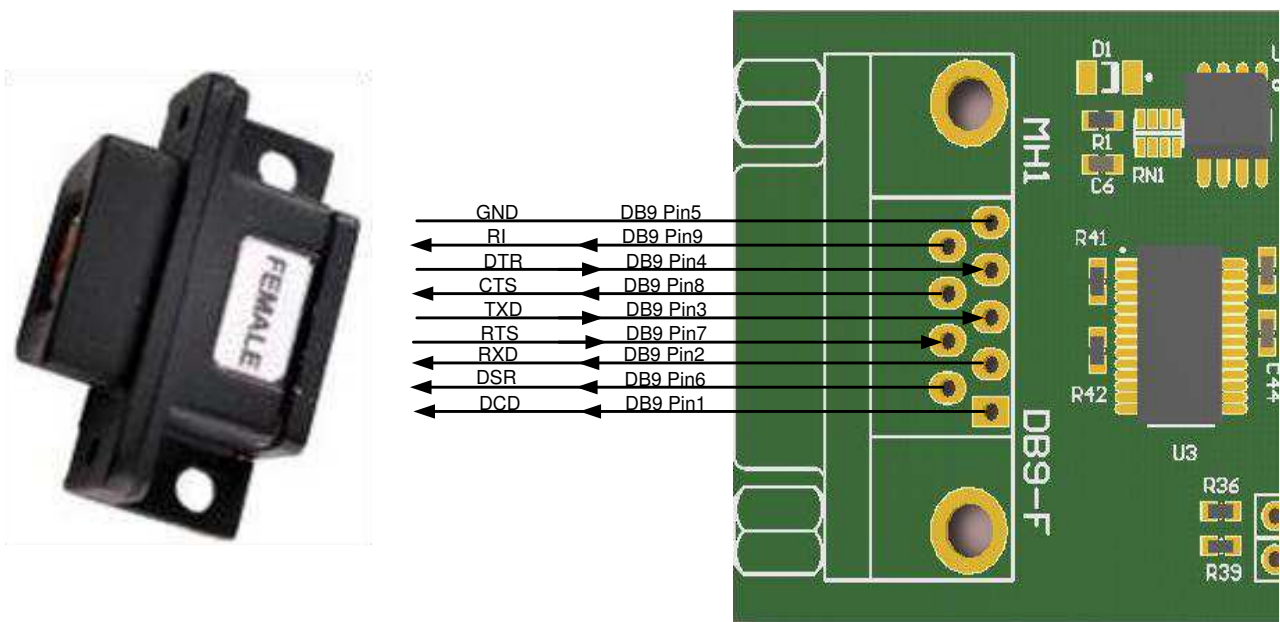 FEMALE
GND DB9 Pin5
RI DB9 Pin9
DTR DB9 Pin4
CTS DB9 Pin8
TXD DB9 Pin3
RTS DB9 Pin7
RXD DB9 Pin2
DSR DB9 Pin6
DCD DB9 Pin1
MH1
DB9-F
D1
R1
C6
RN1
R41
R42
C44
U3
R36
R39